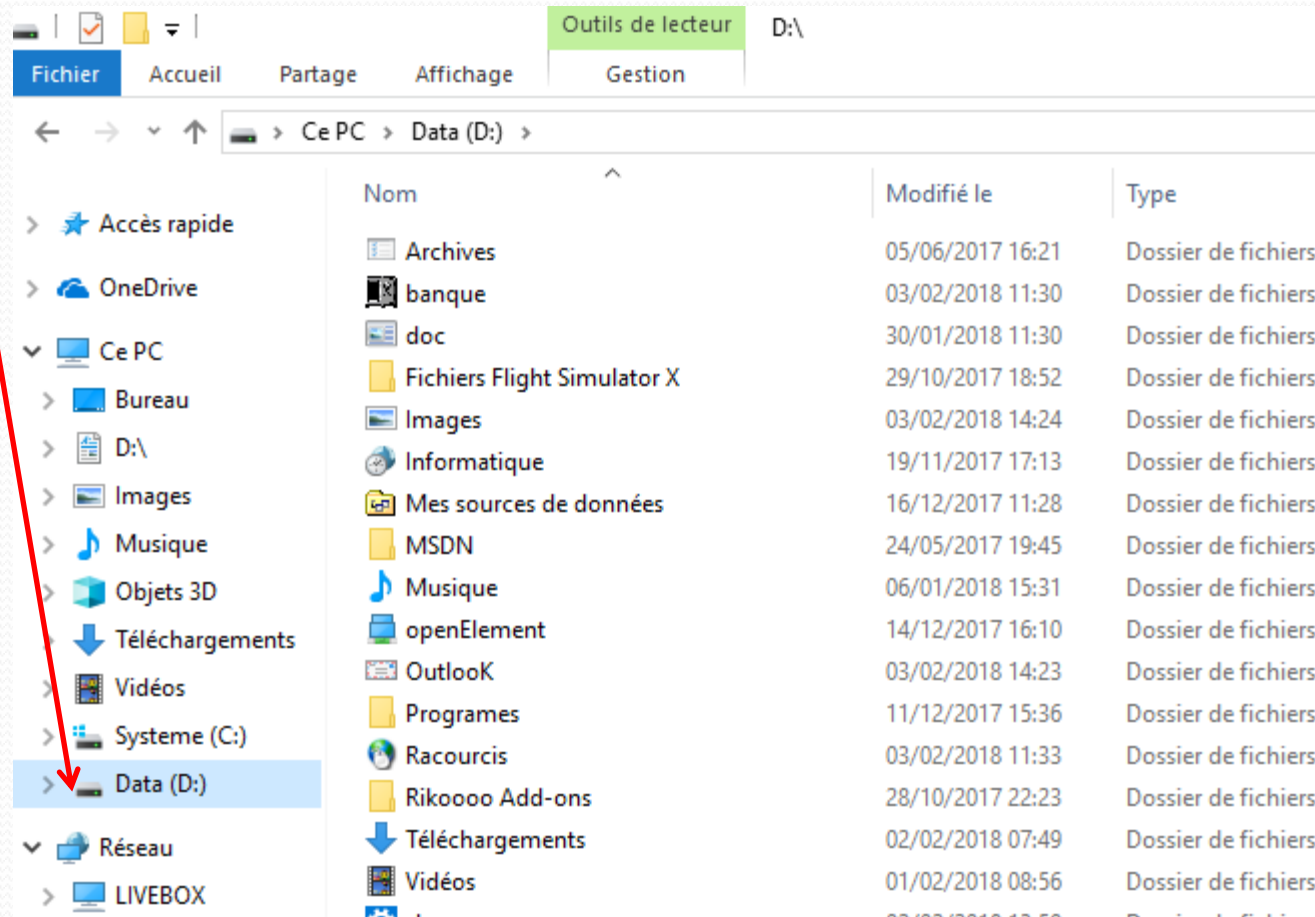 Outils de lecteur D:\
Fichier Accueil Partage Affichage Gestion
Ce PC > Data (D:) >
Nom Modifié le Type
Accès rapide
OneDrive
Ce PC
Bureau
D:\
Images
Musique
Objets 3D
Téléchargements
Vidéos
Systeme (C:)
Data (D:)
Réseau
LIVEBOX
Archives 05/06/2017 16:21 Dossier de fichiers
banque 03/02/2018 11:30 Dossier de fichiers
doc 30/01/2018 11:30 Dossier de fichiers
Fichiers Flight Simulator X 29/10/2017 18:52 Dossier de fichiers
Images 03/02/2018 14:24 Dossier de fichiers
Informatique 19/11/2017 17:13 Dossier de fichiers
Mes sources de données 16/12/2017 11:28 Dossier de fichiers
MSDN 24/05/2017 19:45 Dossier de fichiers
Musique 06/01/2018 15:31 Dossier de fichiers
openElement 14/12/2017 16:10 Dossier de fichiers
OutlooK 03/02/2018 14:23 Dossier de fichiers
Programes 11/12/2017 15:36 Dossier de fichiers
Racourcis 03/02/2018 11:33 Dossier de fichiers
Rikoooo Add-ons 28/10/2017 22:23 Dossier de fichiers
Téléchargements 02/02/2018 07:49 Dossier de fichiers
Vidéos 01/02/2018 08:56 Dossier de fichiers